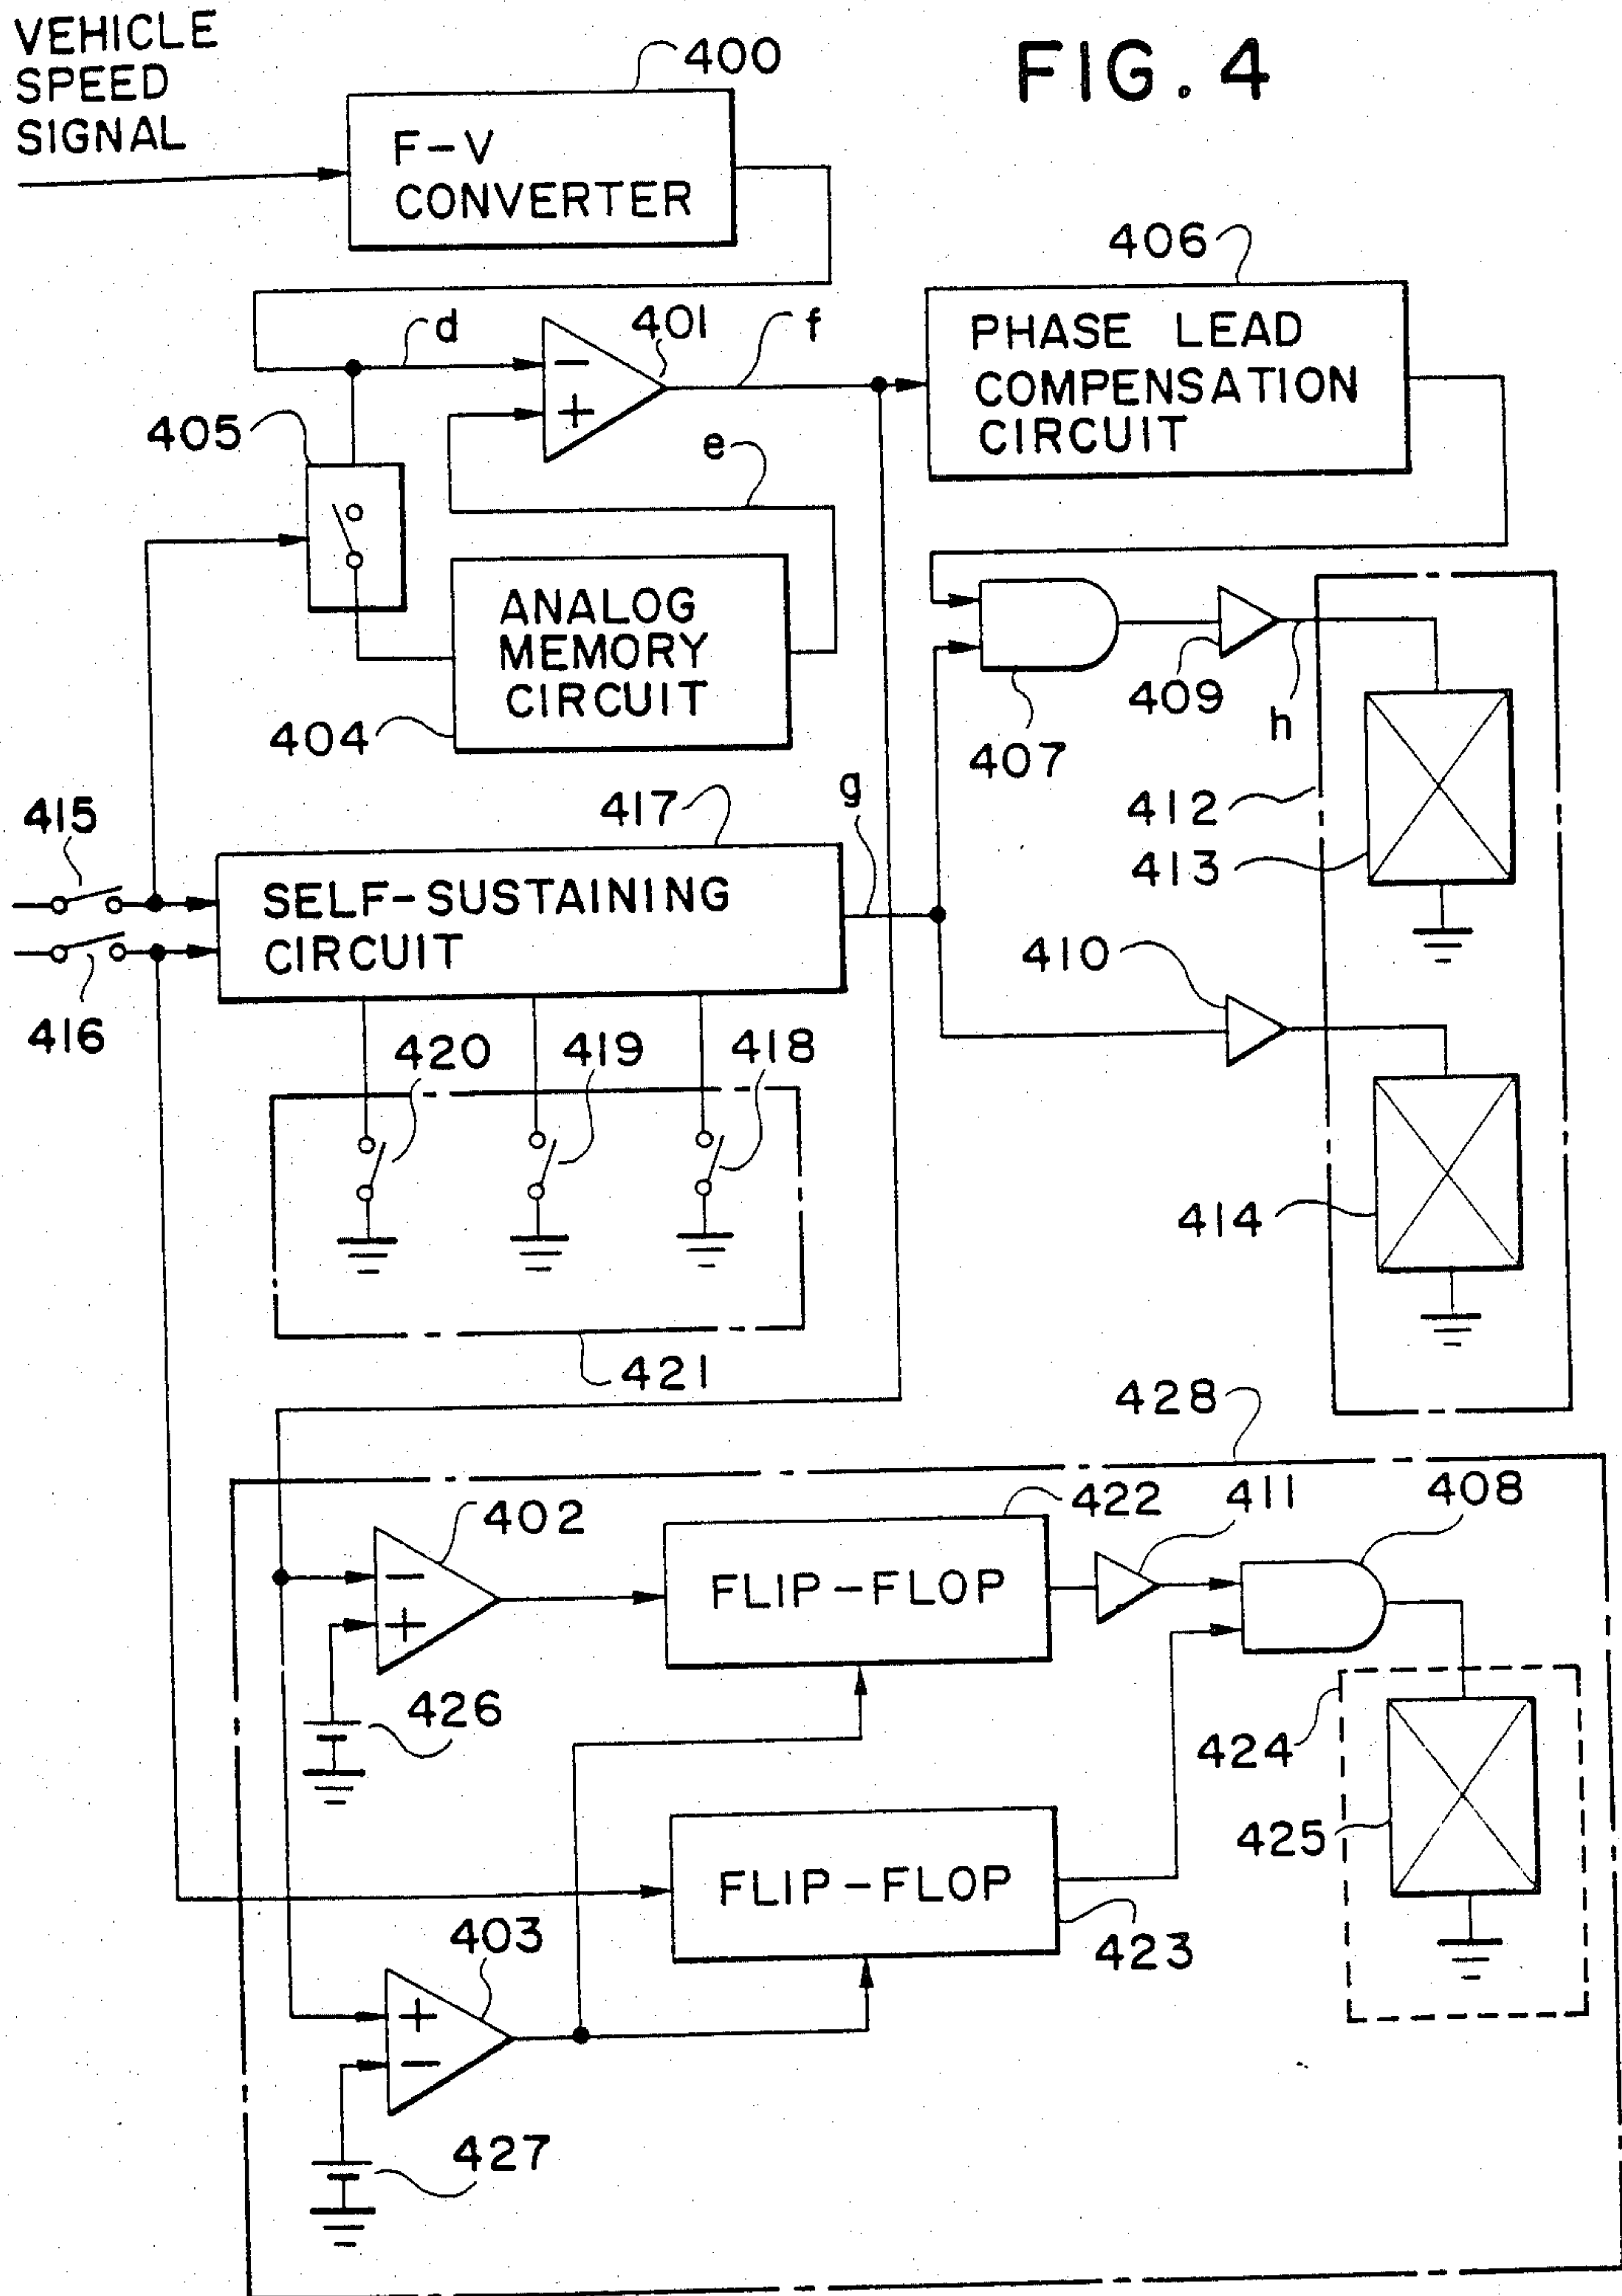 VEHICLE
SPEED
SIGNAL
400
FIG. 4
F-V
CONVERTER
406
d
401
f
PHASE LEAD
COMPENSATION
CIRCUIT
-
+
405
e
ANALOG
MEMORY
CIRCUIT
404
409
h
407
412
413
415
417
g
SELF-SUSTAINING
CIRCUIT
410
416
420
419
418
414
421
428
402
422
411
408
-
+
FLIP-FLOP
426
424
425
FLIP-FLOP
403
423
+
-
427